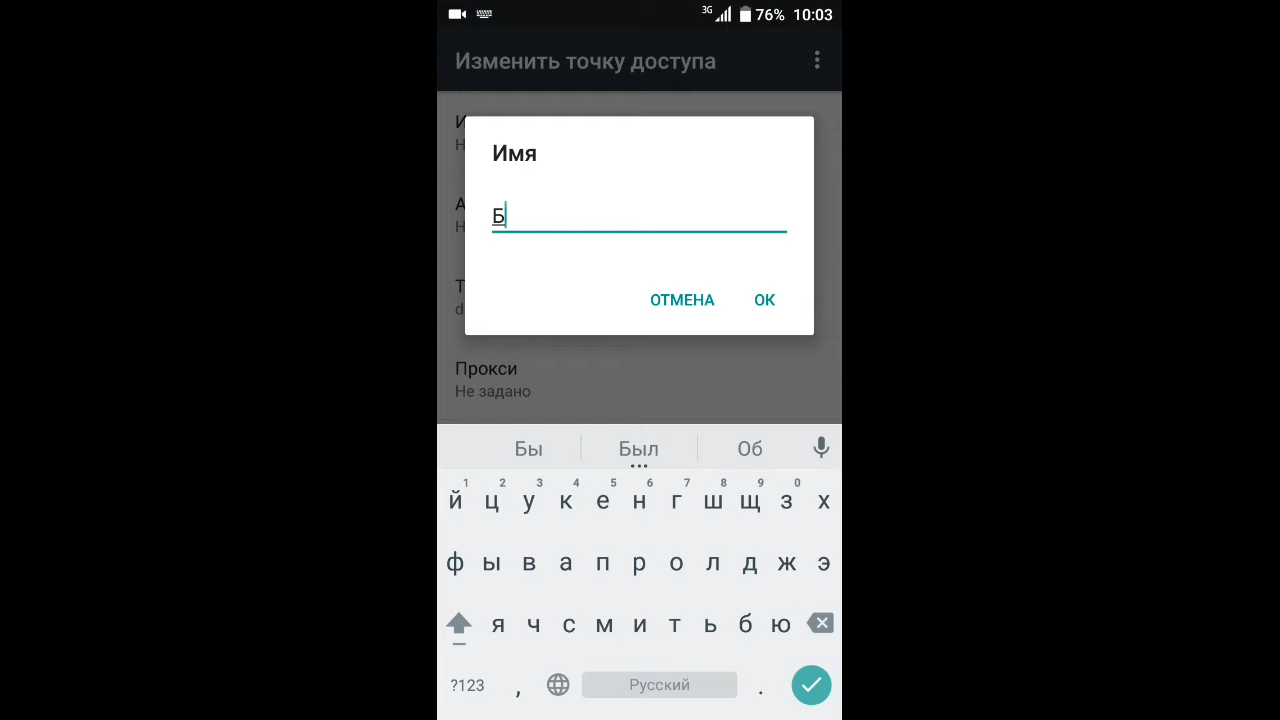 3G 76% 10:03
Изменить точку доступа
Имя
Б
ОТМЕНА ОК
Прокси
Не задано
Бы Был Об
1 2 3 4 5 6 7 8 9 0
й ц у к е н г ш щ з х
ф ы в а п р о л д ж э
я ч с м и т ь б ю
?123 , Русский .